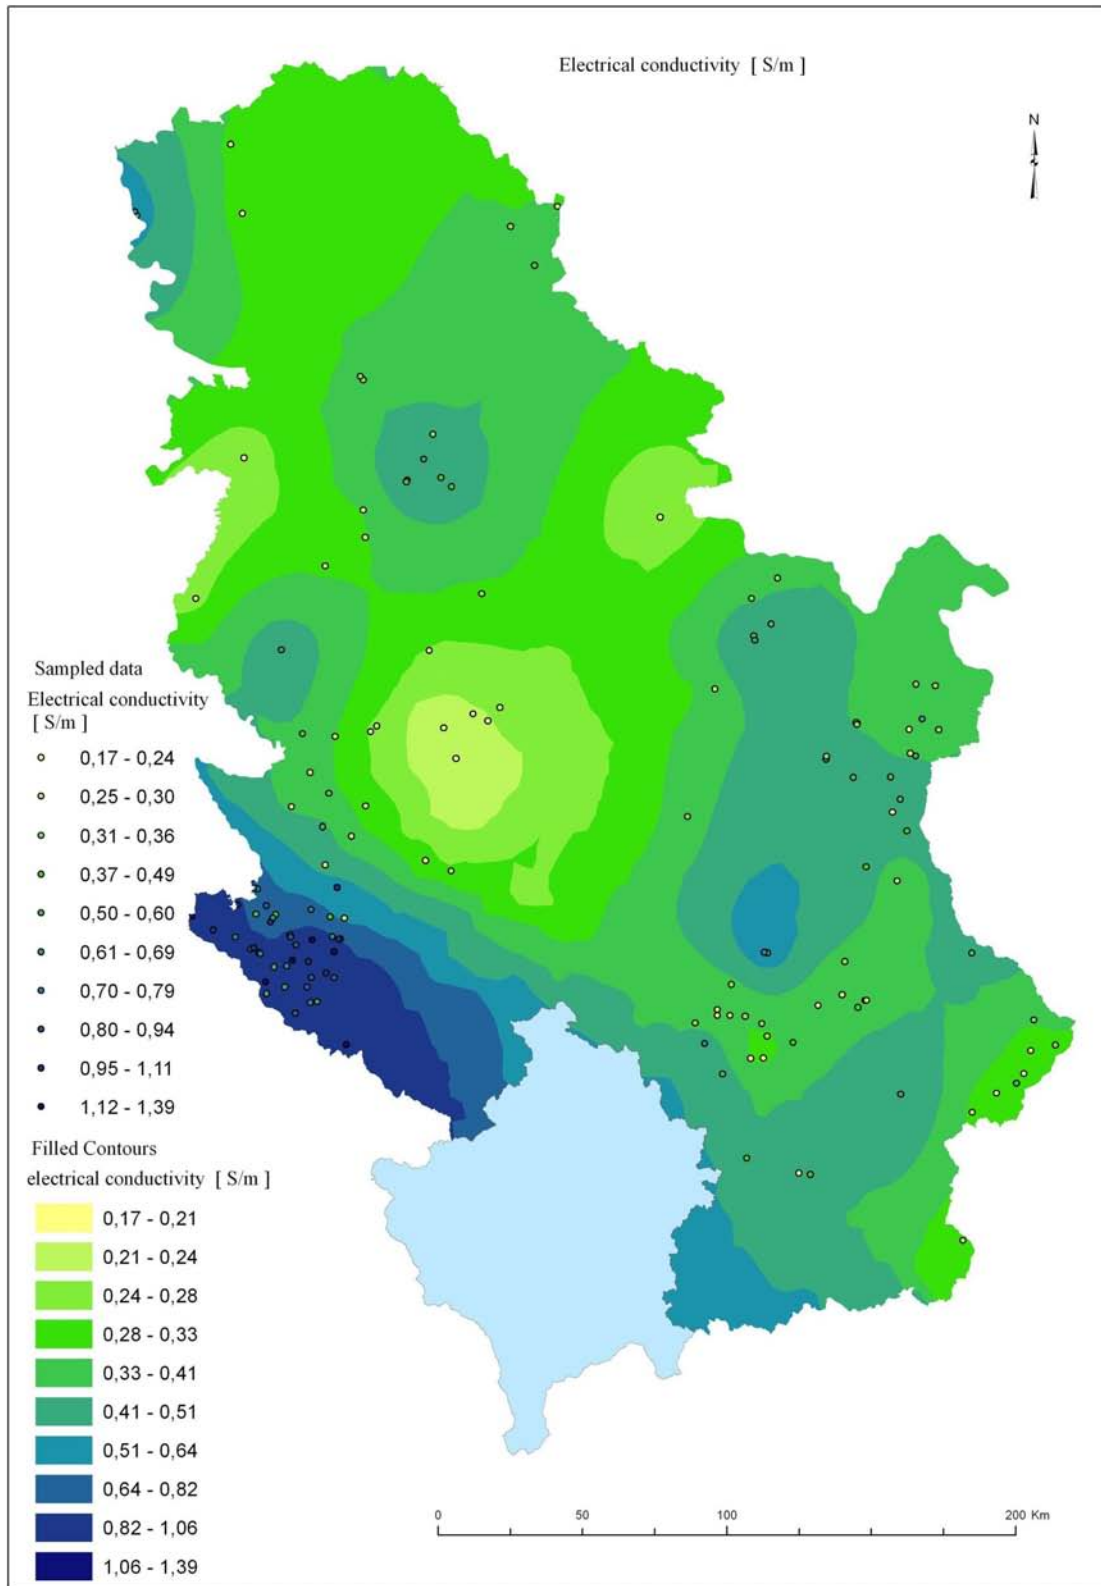 Electrical conductivity [ S/m ]
N
Sampled data
Electrical conductivity
[ S/m ]
0,17 - 0,24
0,25 - 0,30
0,31 - 0,36
0,37 - 0,49
0,50 - 0,60
0,61 - 0,69
0,70 - 0,79
0,80 - 0,94
0,95 - 1,11
1,12 - 1,39
Filled Contours
electrical conductivity [ S/m ]
0,17 - 0,21
0,21 - 0,24
0,24 - 0,28
0,28 - 0,33
0,33 - 0,41
0,41 - 0,51
0,51 - 0,64
0,64 - 0,82
0,82 - 1,06
1,06 - 1,39
0 50 100 200 Km